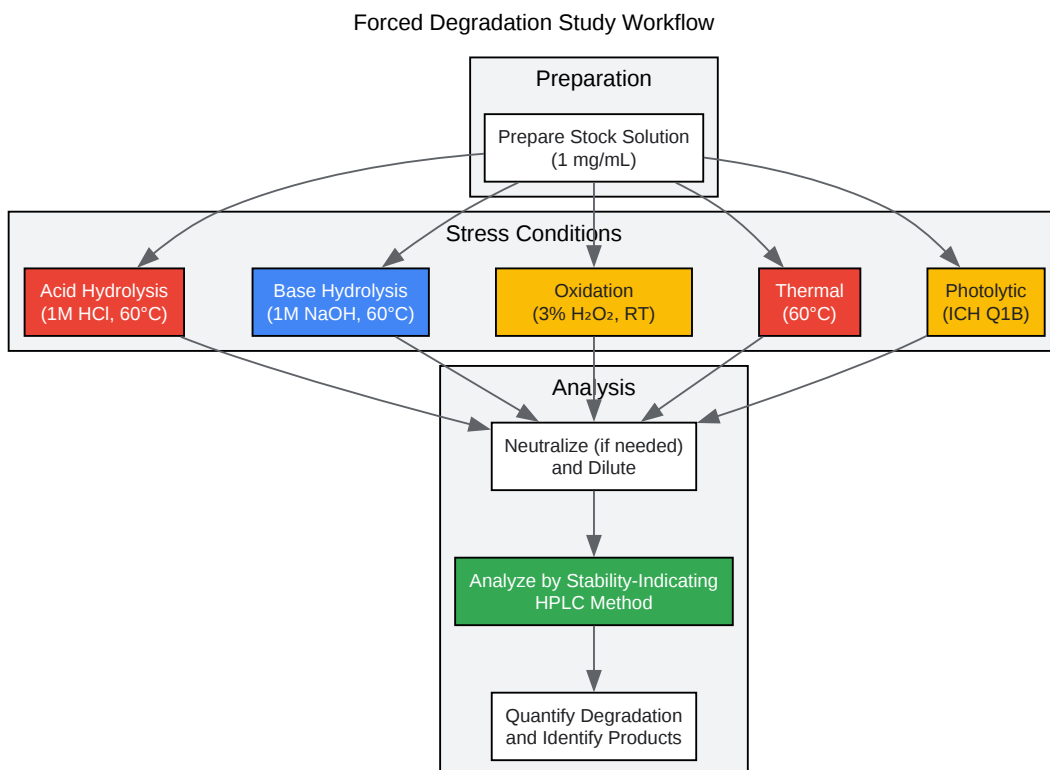 Forced Degradation Study Workflow
Preparation
Prepare Stock Solution
(1 mg/mL)
Stress Conditions
Acid Hydrolysis
(1M HCl, 60°C)
Base Hydrolysis
(1M NaOH, 60°C)
Oxidation
(3% H₂O₂, RT)
Thermal
(60°C)
Photolytic
(ICH Q1B)
Analysis
Neutralize (if needed)
and Dilute
Analyze by Stability-Indicating
HPLC Method
Quantify Degradation
and Identify Products